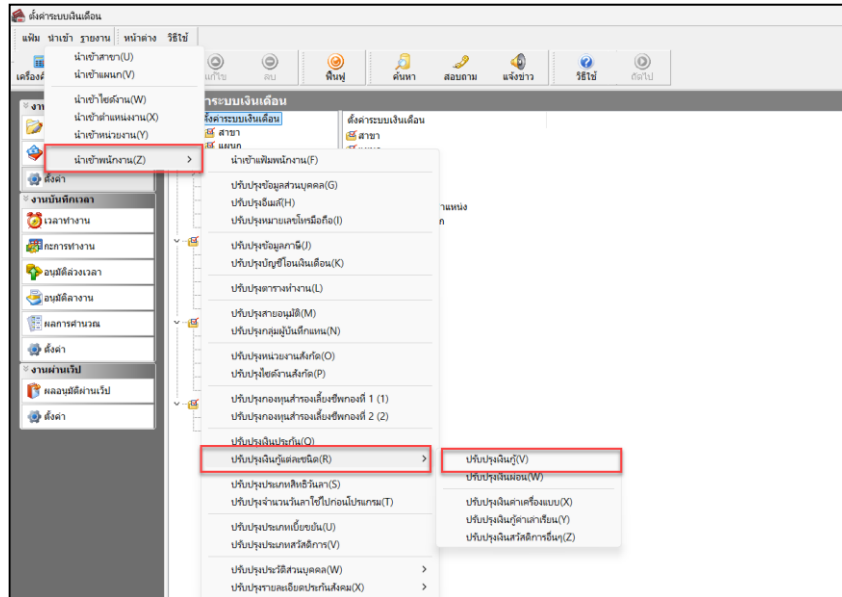 ตั้งค่าระบบเงินเดือน
แฟ้ม นำเข้า รายงาน หน้าต่าง วิธีใช้
แก้ไข ลบ ฟื้นฟู ค้นหา สอบถาม แจ้งข่าว วิธีใช้ ถัดไป
นำเข้าสาขา(U)
นำเข้าแผนก(V)
นำเข้าไซต์งาน(W)
นำเข้าตำแหน่งงาน(X)
นำเข้าหน่วยงาน(Y)
นำเข้าพนักงาน(Z)
ตั้งค่า
งานบันทึกเวลา
เวลาทำงาน
กะการทำงาน
อนุมัติล่วงเวลา
อนุมัติลางาน
ผลการคำนวณ
ตั้งค่า
งานผ่านเว็ป
ผลอนุมัติผ่านเว็ป
ตั้งค่า
ตั้งค่าระบบเงินเดือน
สาขา
แผนก
ตั้งค่าระบบเงินเดือน
สาขา
นำเข้าแฟ้มพนักงาน(F)
ปรับปรุงข้อมูลส่วนบุคคล(G)
ปรับปรุงอีเมล์(H)
ปรับปรุงหมายเลขโทรมือถือ(I)
ปรับปรุงข้อมูลภาษี(J)
ปรับปรุงบัญชีโอนเงินเดือน(K)
ปรับปรุงตารางทำงาน(L)
ปรับปรุงสายอนุมัติ(M)
ปรับปรุงกลุ่มผู้บันทึกแทน(N)
ปรับปรุงหน่วยงานสังกัด(O)
ปรับปรุงไซต์งานสังกัด(P)
ปรับปรุงกองทุนสำรองเลี้ยงชีพกองที่ 1 (1)
ปรับปรุงกองทุนสำรองเลี้ยงชีพกองที่ 2 (2)
ปรับปรุงเงินประกัน(Q)
ปรับปรุงเงินกู้แต่ละชนิด(R)
ปรับปรุงประเภทสิทธิวันลา(S)
ปรับปรุงจำนวนวันลาใช้ไปก่อนโปรแกรม(T)
ปรับปรุงประเภทเบี้ยขยัน(U)
ปรับปรุงประเภทสวัสดิการ(V)
ปรับปรุงประวัติส่วนบุคคล(W)
ปรับปรุงรายละเอียดประกันสังคม(X)
ปรับปรุงเงินกู้(V)
ปรับปรุงเงินผ่อน(W)
ปรับปรุงเงินค่าเครื่องแบบ(X)
ปรับปรุงเงินกู้ค่าเล่าเรียน(Y)
ปรับปรุงเงินสวัสดิการอื่นๆ(Z)